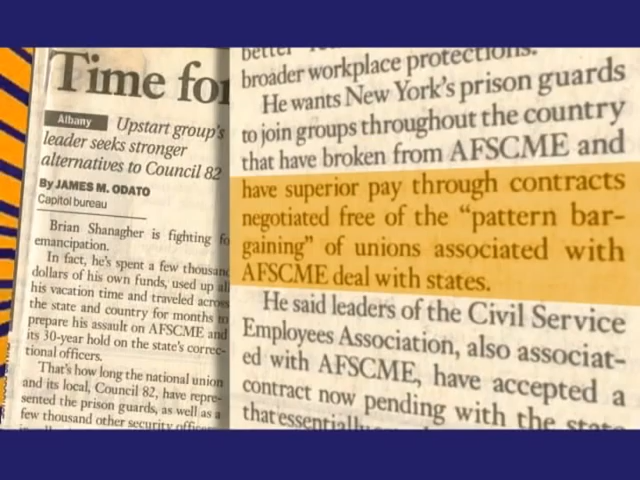 Time for
Albany
Upstart group's
leader seeks stronger
alternatives to Council 82
By JAMES M. ODATO
Capitol bureau
Brian Shanagher is fighting fo
emancipation.
In fact, he's spent a few thousan
dollars of his own funds, used up all
his vacation time and traveled across
the state and country for months to
prepare his assault on AFSCME and
its 30-year hold on the state's correc-
tional officers.
That's how long the national union
and its local, Council 82, have repre-
sented the prison guards, as well as a
few thousand other security officers
better
broader workplace protections.
He wants New York's prison guards
to join groups throughout the country
that have broken from AFSCME and
have superior pay through contracts
negotiated free of the “pattern bar-
gaining” of unions associated with
AFSCME deal with states.
He said leaders of the Civil Service
Employees Association, also associat-
ed with AFSCME, have accepted a
contract now pending with the state
that essentially